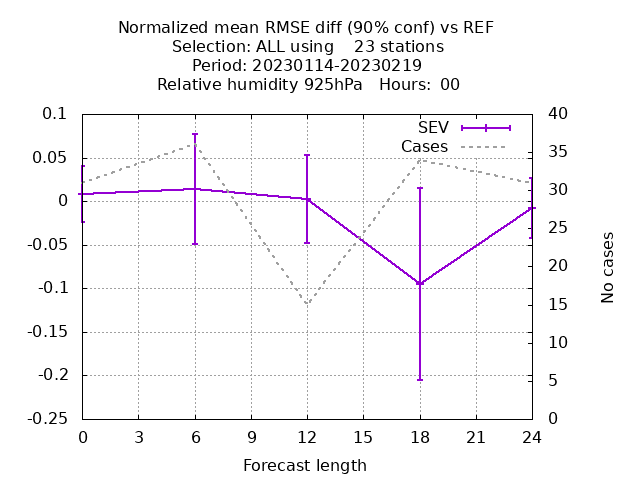 Normalized mean RMSE diff (90% conf) vs REF
Selection: ALL using    23 stations
Period: 20230114-20230219
Relative humidity 925hPa   Hours:  00
SEV
Cases
0.1
0.05
0
-0.05
-0.1
-0.15
-0.2
-0.25
40
35
30
25
20
15
10
5
0
No cases
0 3 6 9 12 15 18 21 24
Forecast length